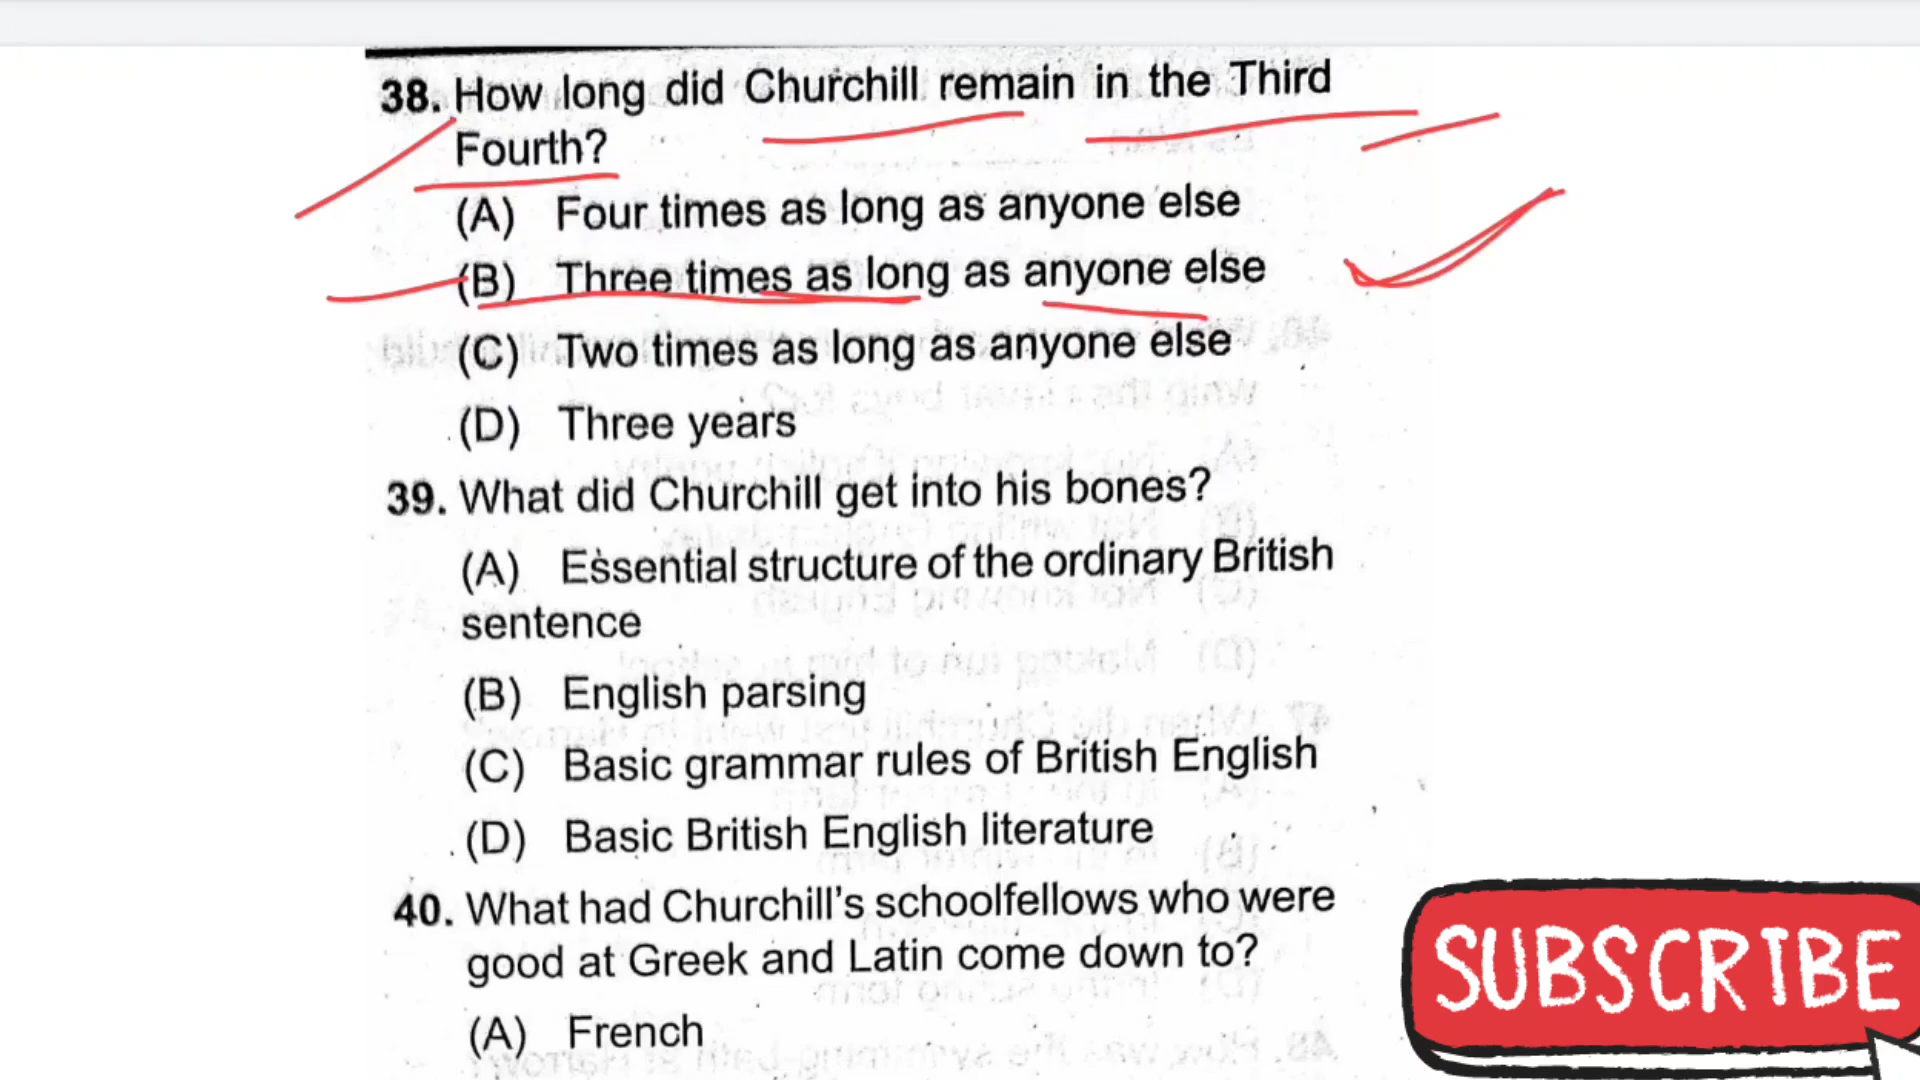 38. How long did Churchill remain in the Third
Fourth?
(A) Four times as long as anyone else
(B) Three times as long as anyone else
(C) Two times as long as anyone else
(D) Three years
39. What did Churchill get into his bones?
(A) Essential structure of the ordinary British
sentence
(B) English parsing
(C) Basic grammar rules of British English
(D) Basic British English literature
40. What had Churchill's schoolfellows who were
good at Greek and Latin come down to?
(A) French
SUBSCRIBE